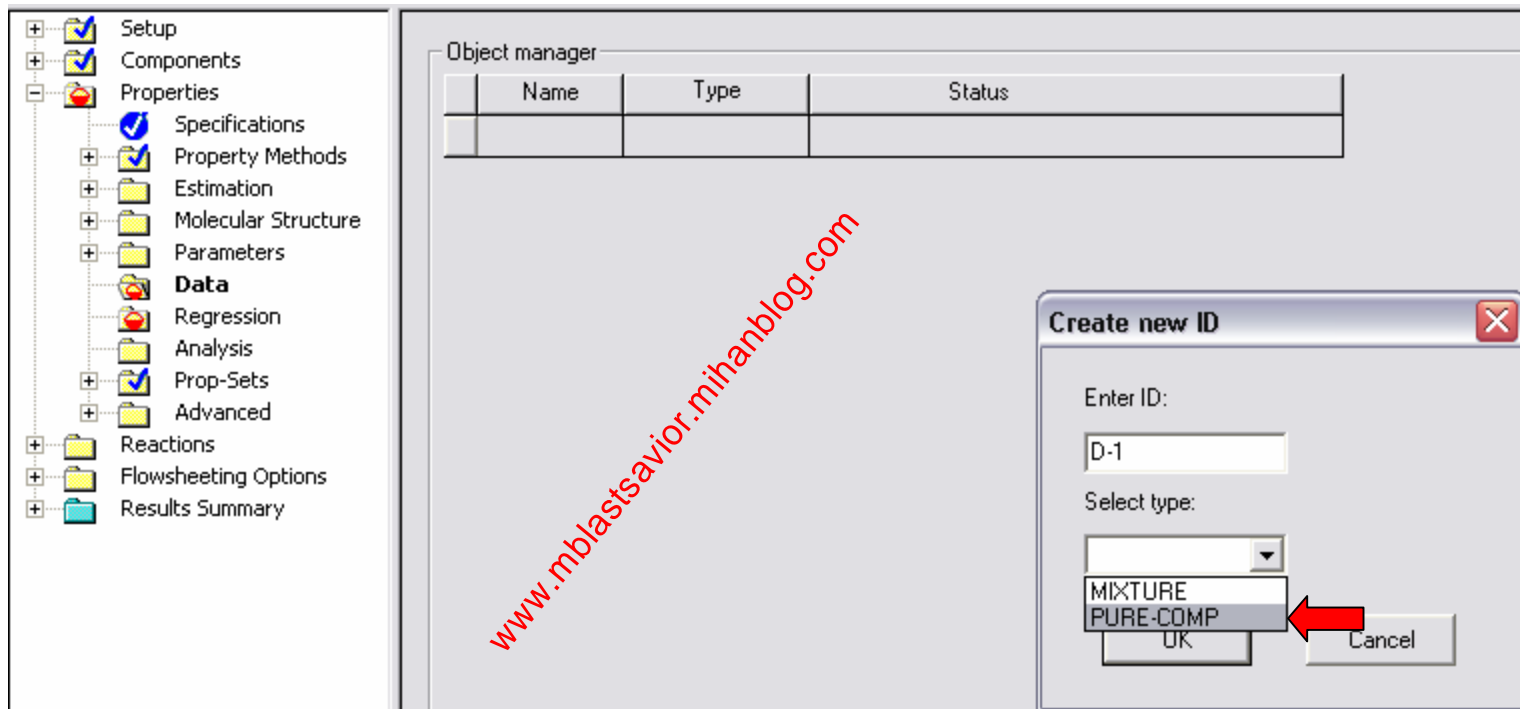 Setup
Components
Properties
Specifications
Property Methods
Estimation
Molecular Structure
Parameters
Data
Regression
Analysis
Prop-Sets
Advanced
Reactions
Flowsheeting Options
Results Summary
Object manager
Name Type Status
www.mblastsavior.mihanblog.com
Create new ID
Enter ID:
D-1
Select type:
MIXTURE
PURE-COMP
OK Cancel